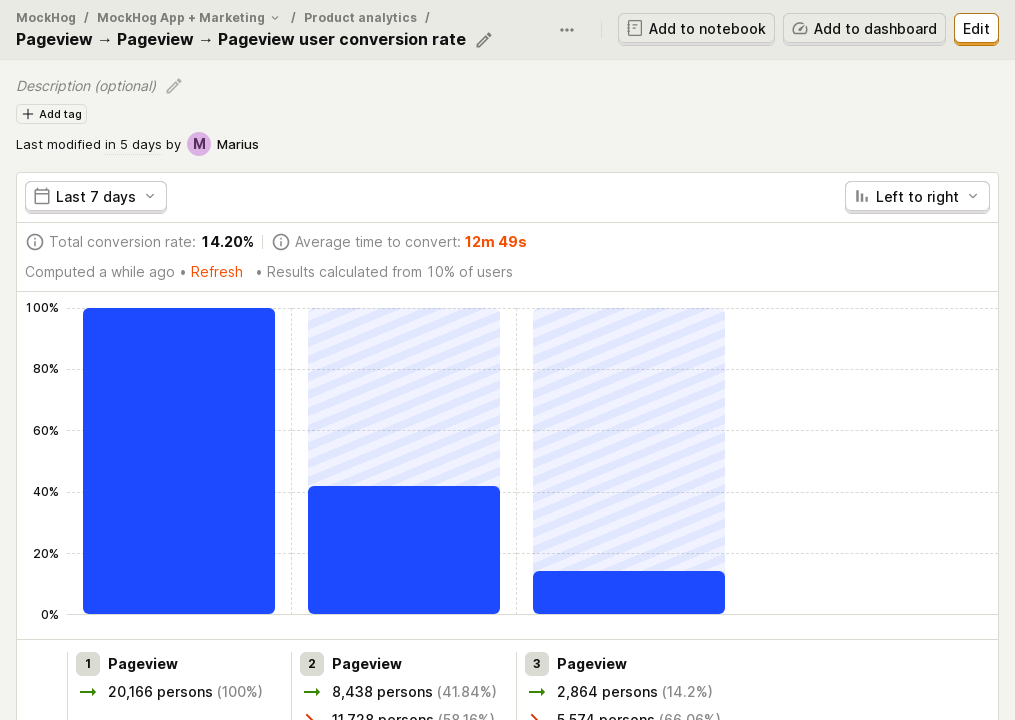 MockHog / MockHog App + Marketing / Product analytics /
Pageview → Pageview → Pageview user conversion rate
Add to notebook
Add to dashboard
Edit
Description (optional)
Add tag
Last modified in 5 days by M Marius
Last 7 days
Left to right
Total conversion rate: 14.20% Average time to convert: 12m 49s
Computed a while ago • Refresh • Results calculated from 10% of users
100%
80%
60%
40%
20%
0%
1 Pageview
20,166 persons (100%)
2 Pageview
8,438 persons (41.84%)
11,728 persons (58.16%)
3 Pageview
2,864 persons (14.2%)
5,574 persons (66.06%)